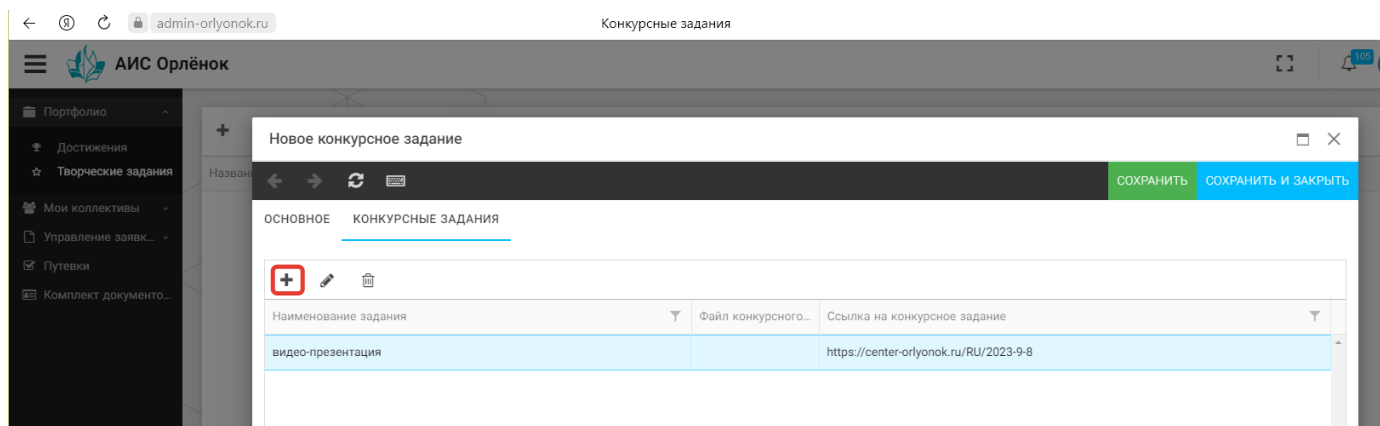 admin-orlyonok.ru Конкурсные задания
АИС Орлёнок 105
Портфолио
Достижения
Творческие задания
Мои коллективы
Управление заявк...
Путевки
Комплект документо...
Назван
Новое конкурсное задание
СОХРАНИТЬ СОХРАНИТЬ И ЗАКРЫТЬ
ОСНОВНОЕ КОНКУРСНЫЕ ЗАДАНИЯ
Наименование задания Файл конкурсного... Ссылка на конкурсное задание
видео-презентация https://center-orlyonok.ru/RU/2023-9-8